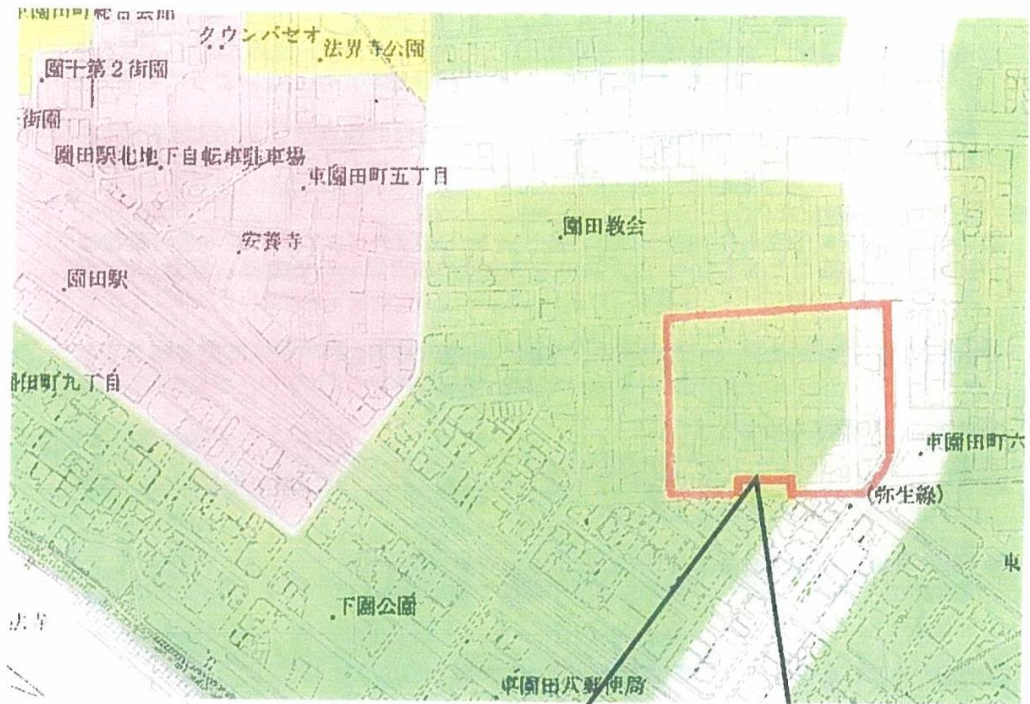 タウンバセオ
法界寺公園
園十第2街園
街園
園田駅北地下自転車駐車場
東園田町五丁目
園田教会
安養寺
園田駅
田町九丁目
東園田町六
(弥生線)
東
下園公園
東園田八郵便局